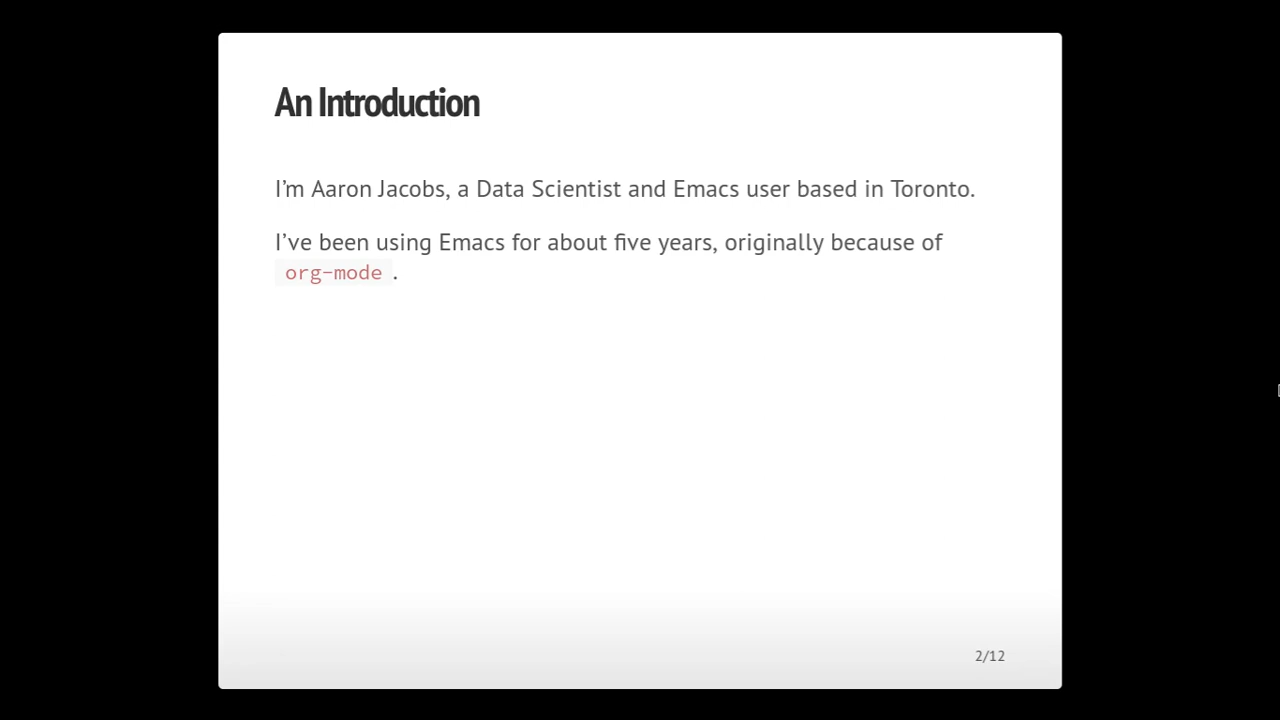 An Introduction
I’m Aaron Jacobs, a Data Scientist and Emacs user based in Toronto.
I’ve been using Emacs for about five years, originally because of
org-mode .
2/12